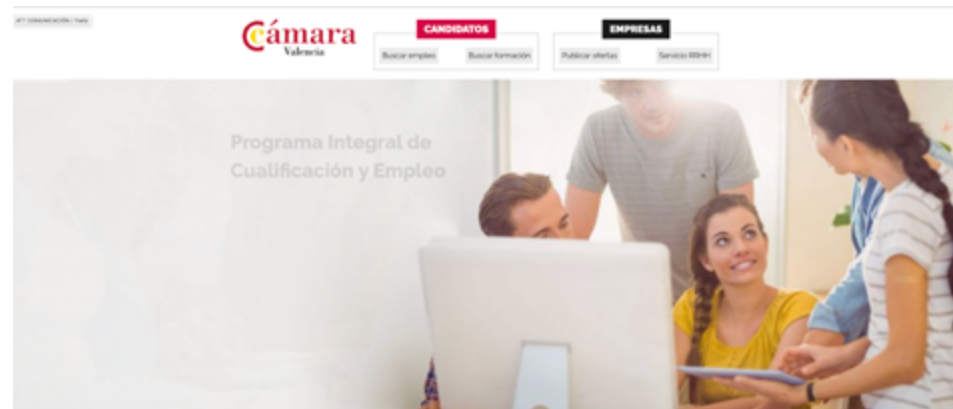 Cámara
Valencia
CANDIDATOS
Buscar empleo Buscar formación
EMPRESAS
Publicar ofertas Servicio RRHH
Programa Integral de
Cualificación y Empleo